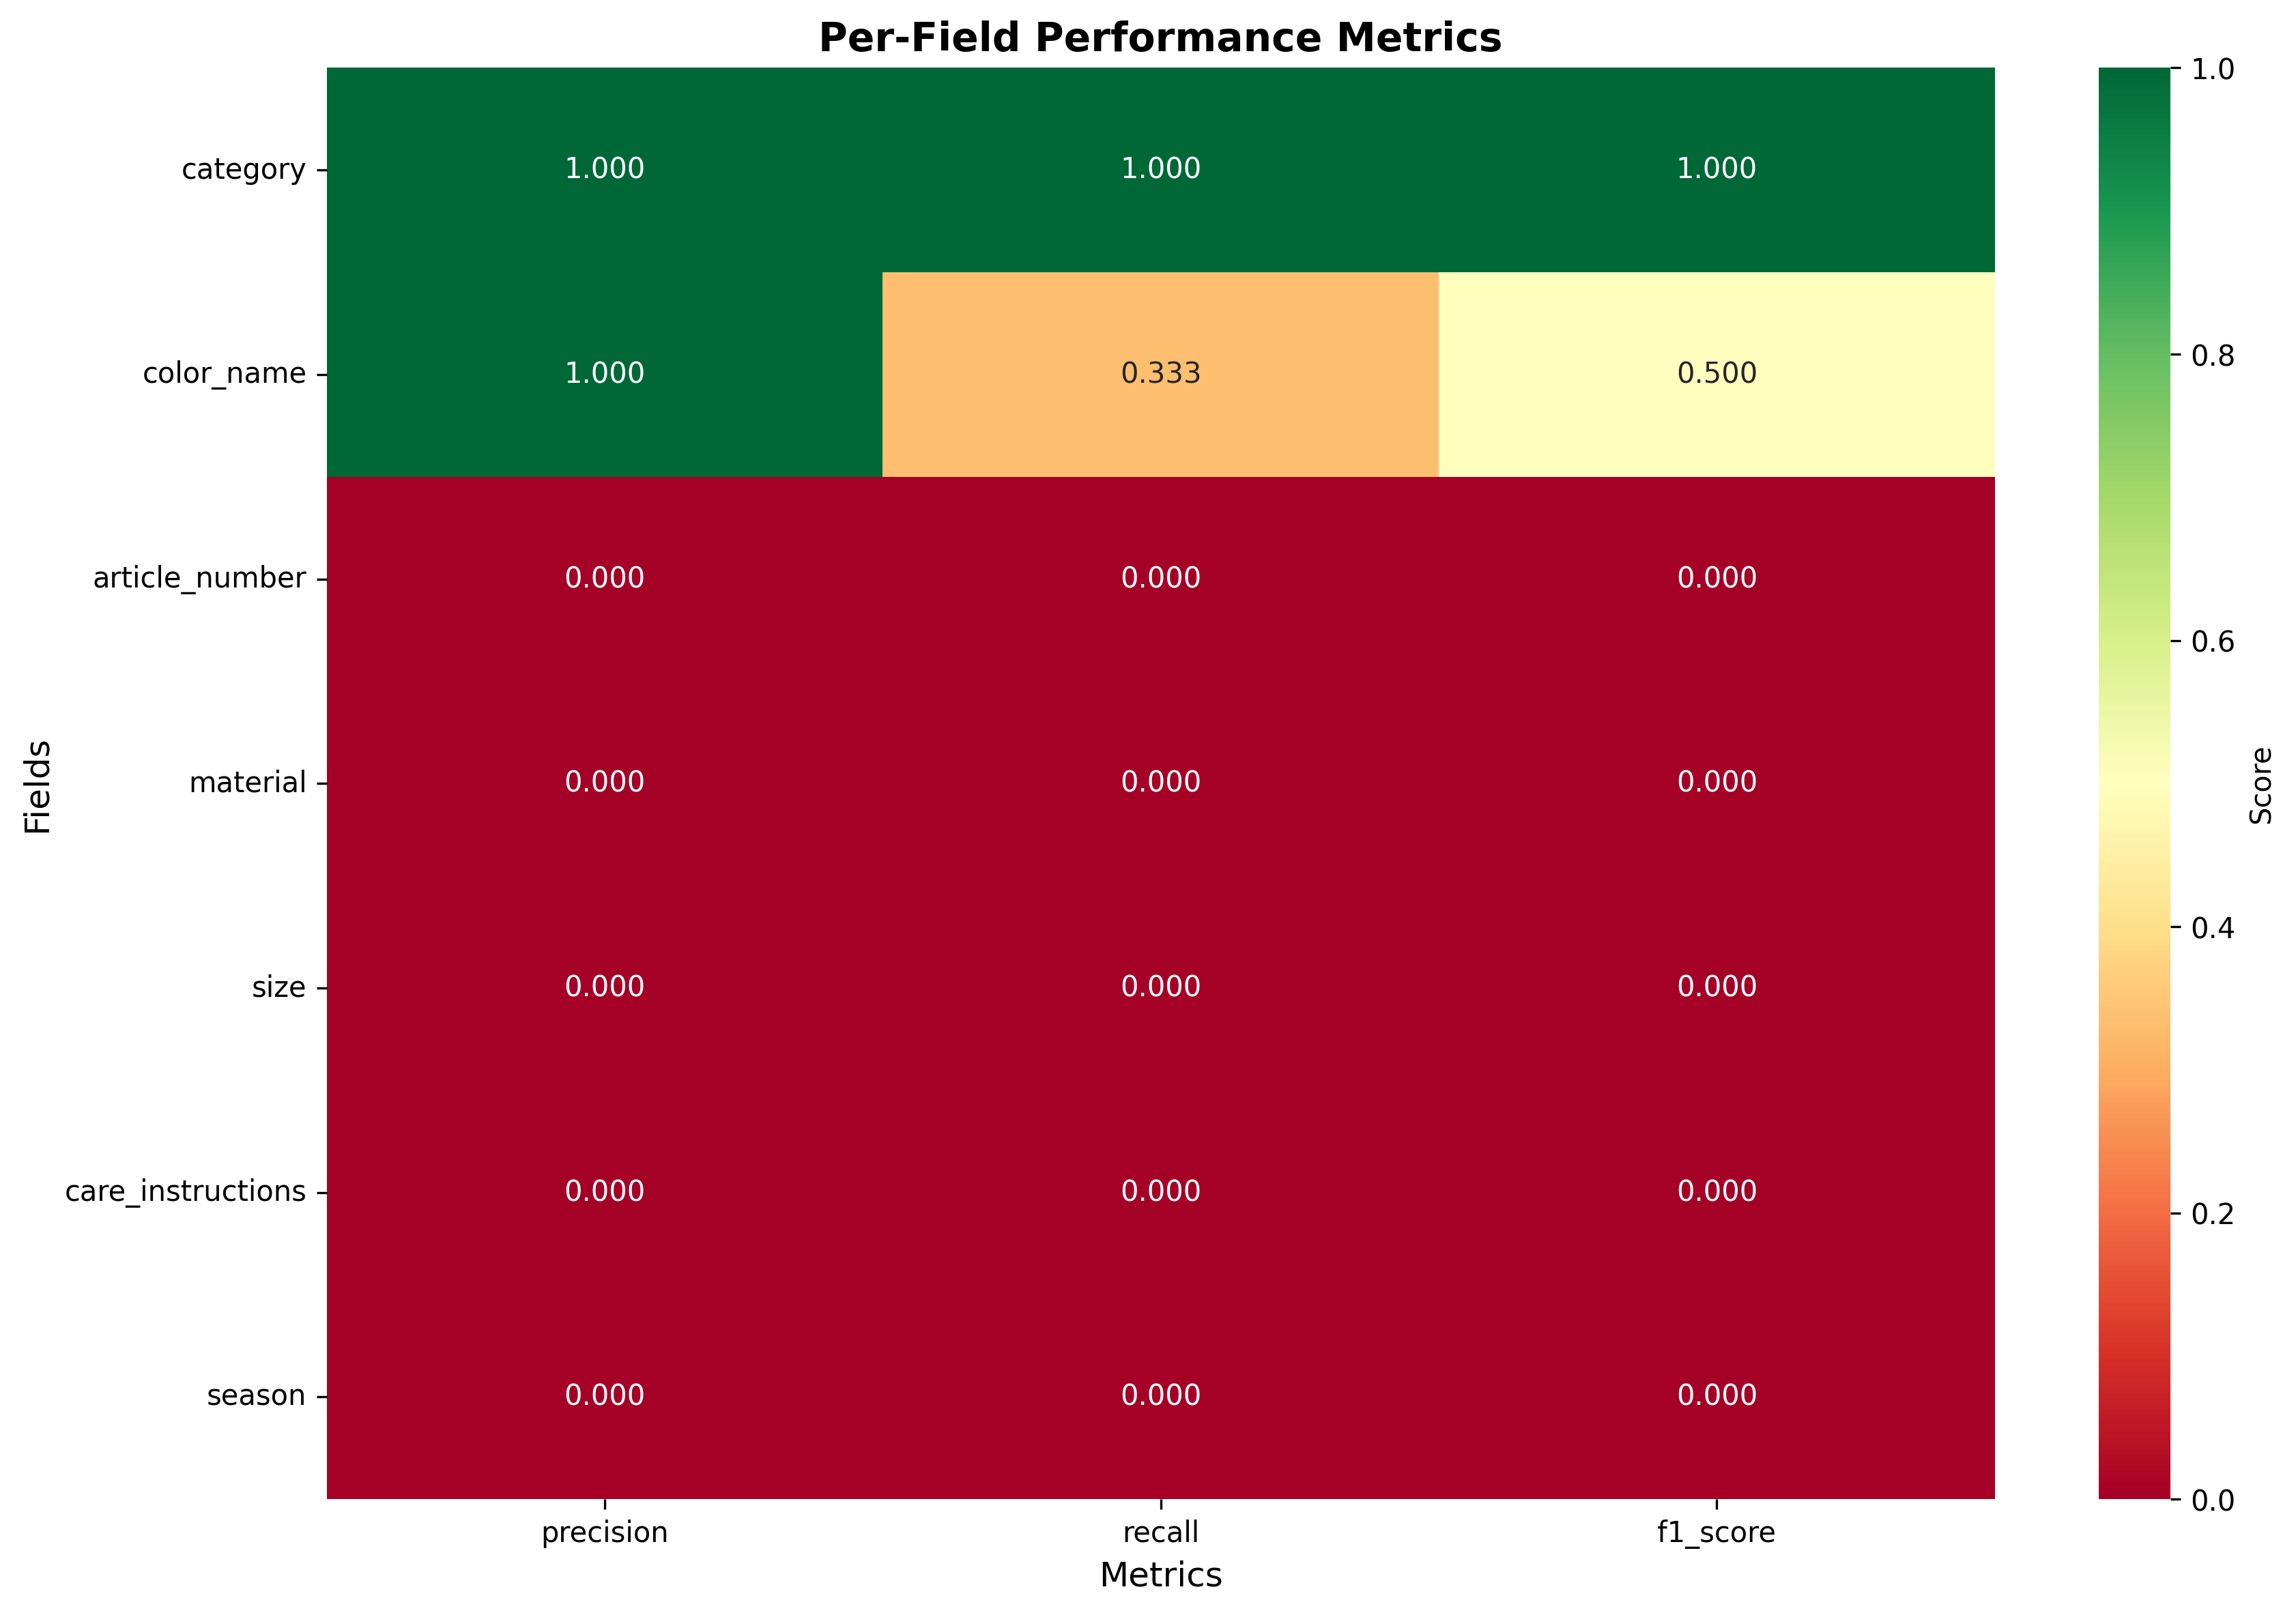 Per-Field Performance Metrics
category 1.000 1.000 1.000
color_name 1.000 0.333 0.500
article_number 0.000 0.000 0.000
material 0.000 0.000 0.000
size 0.000 0.000 0.000
care_instructions 0.000 0.000 0.000
season 0.000 0.000 0.000
precision recall f1_score
Metrics
Fields
1.0
0.8
0.6
0.4
0.2
0.0
Score